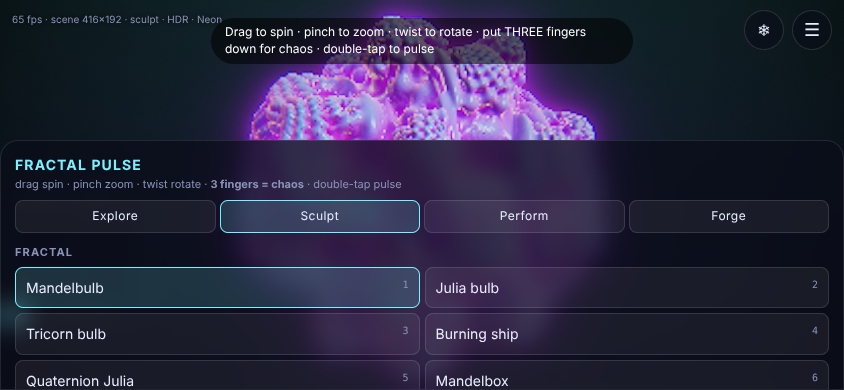 65 fps · scene 416×192 · sculpt · HDR · Neon
Drag to spin · pinch to zoom · twist to rotate · put THREE fingers
down for chaos · double-tap to pulse
FRACTAL PULSE
drag spin · pinch zoom · twist rotate · 3 fingers = chaos · double-tap pulse
Explore
Sculpt
Perform
Forge
FRACTAL
Mandelbulb 1
Julia bulb 2
Tricorn bulb 3
Burning ship 4
Quaternion Julia 5
Mandelbox 6